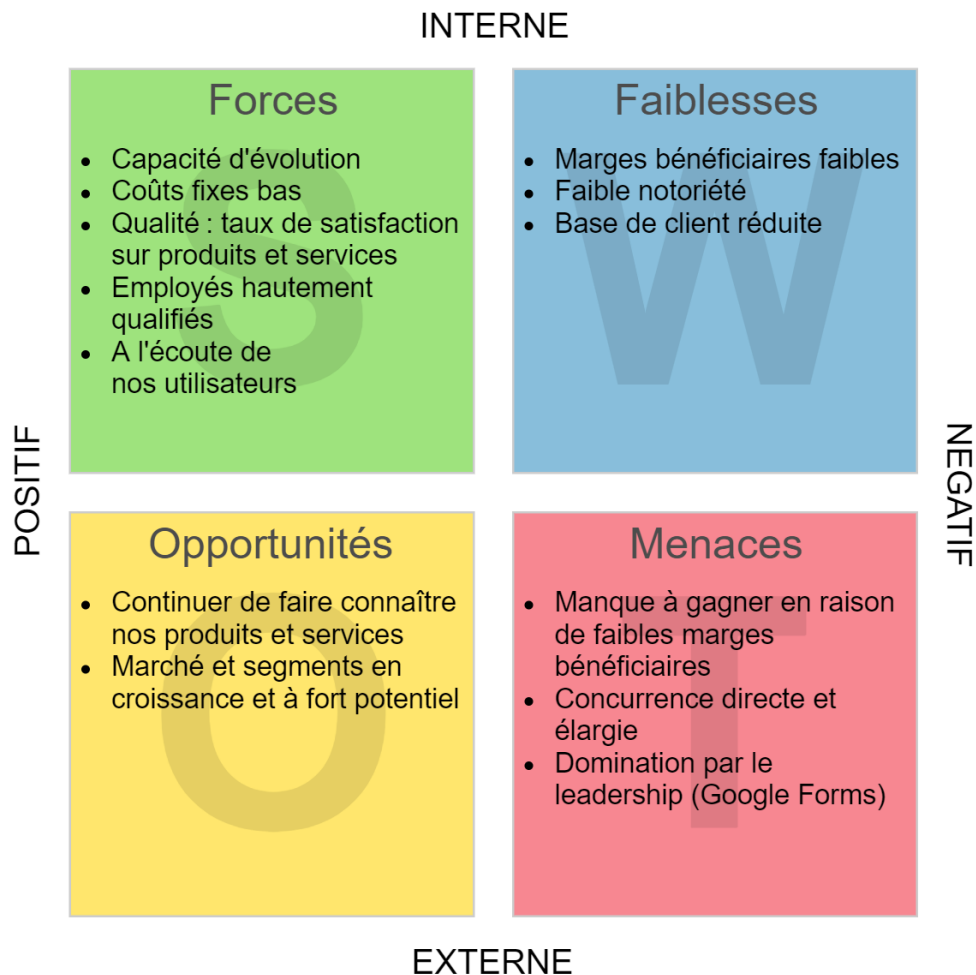 INTERNE
Forces
• Capacité d'évolution
• Coûts fixes bas
• Qualité : taux de satisfaction
sur produits et services
• Employés hautement
qualifiés
• A l'écoute de
nos utilisateurs
S
Faiblesses
• Marges bénéficiaires faibles
• Faible notoriété
• Base de client réduite
W
POSITIF
NEGATIF
Opportunités
• Continuer de faire connaître
nos produits et services
• Marché et segments en
croissance et à fort potentiel
O
Menaces
• Manque à gagner en raison
de faibles marges
bénéficiaires
• Concurrence directe et
élargie
• Domination par le
leadership (Google Forms)
T
EXTERNE